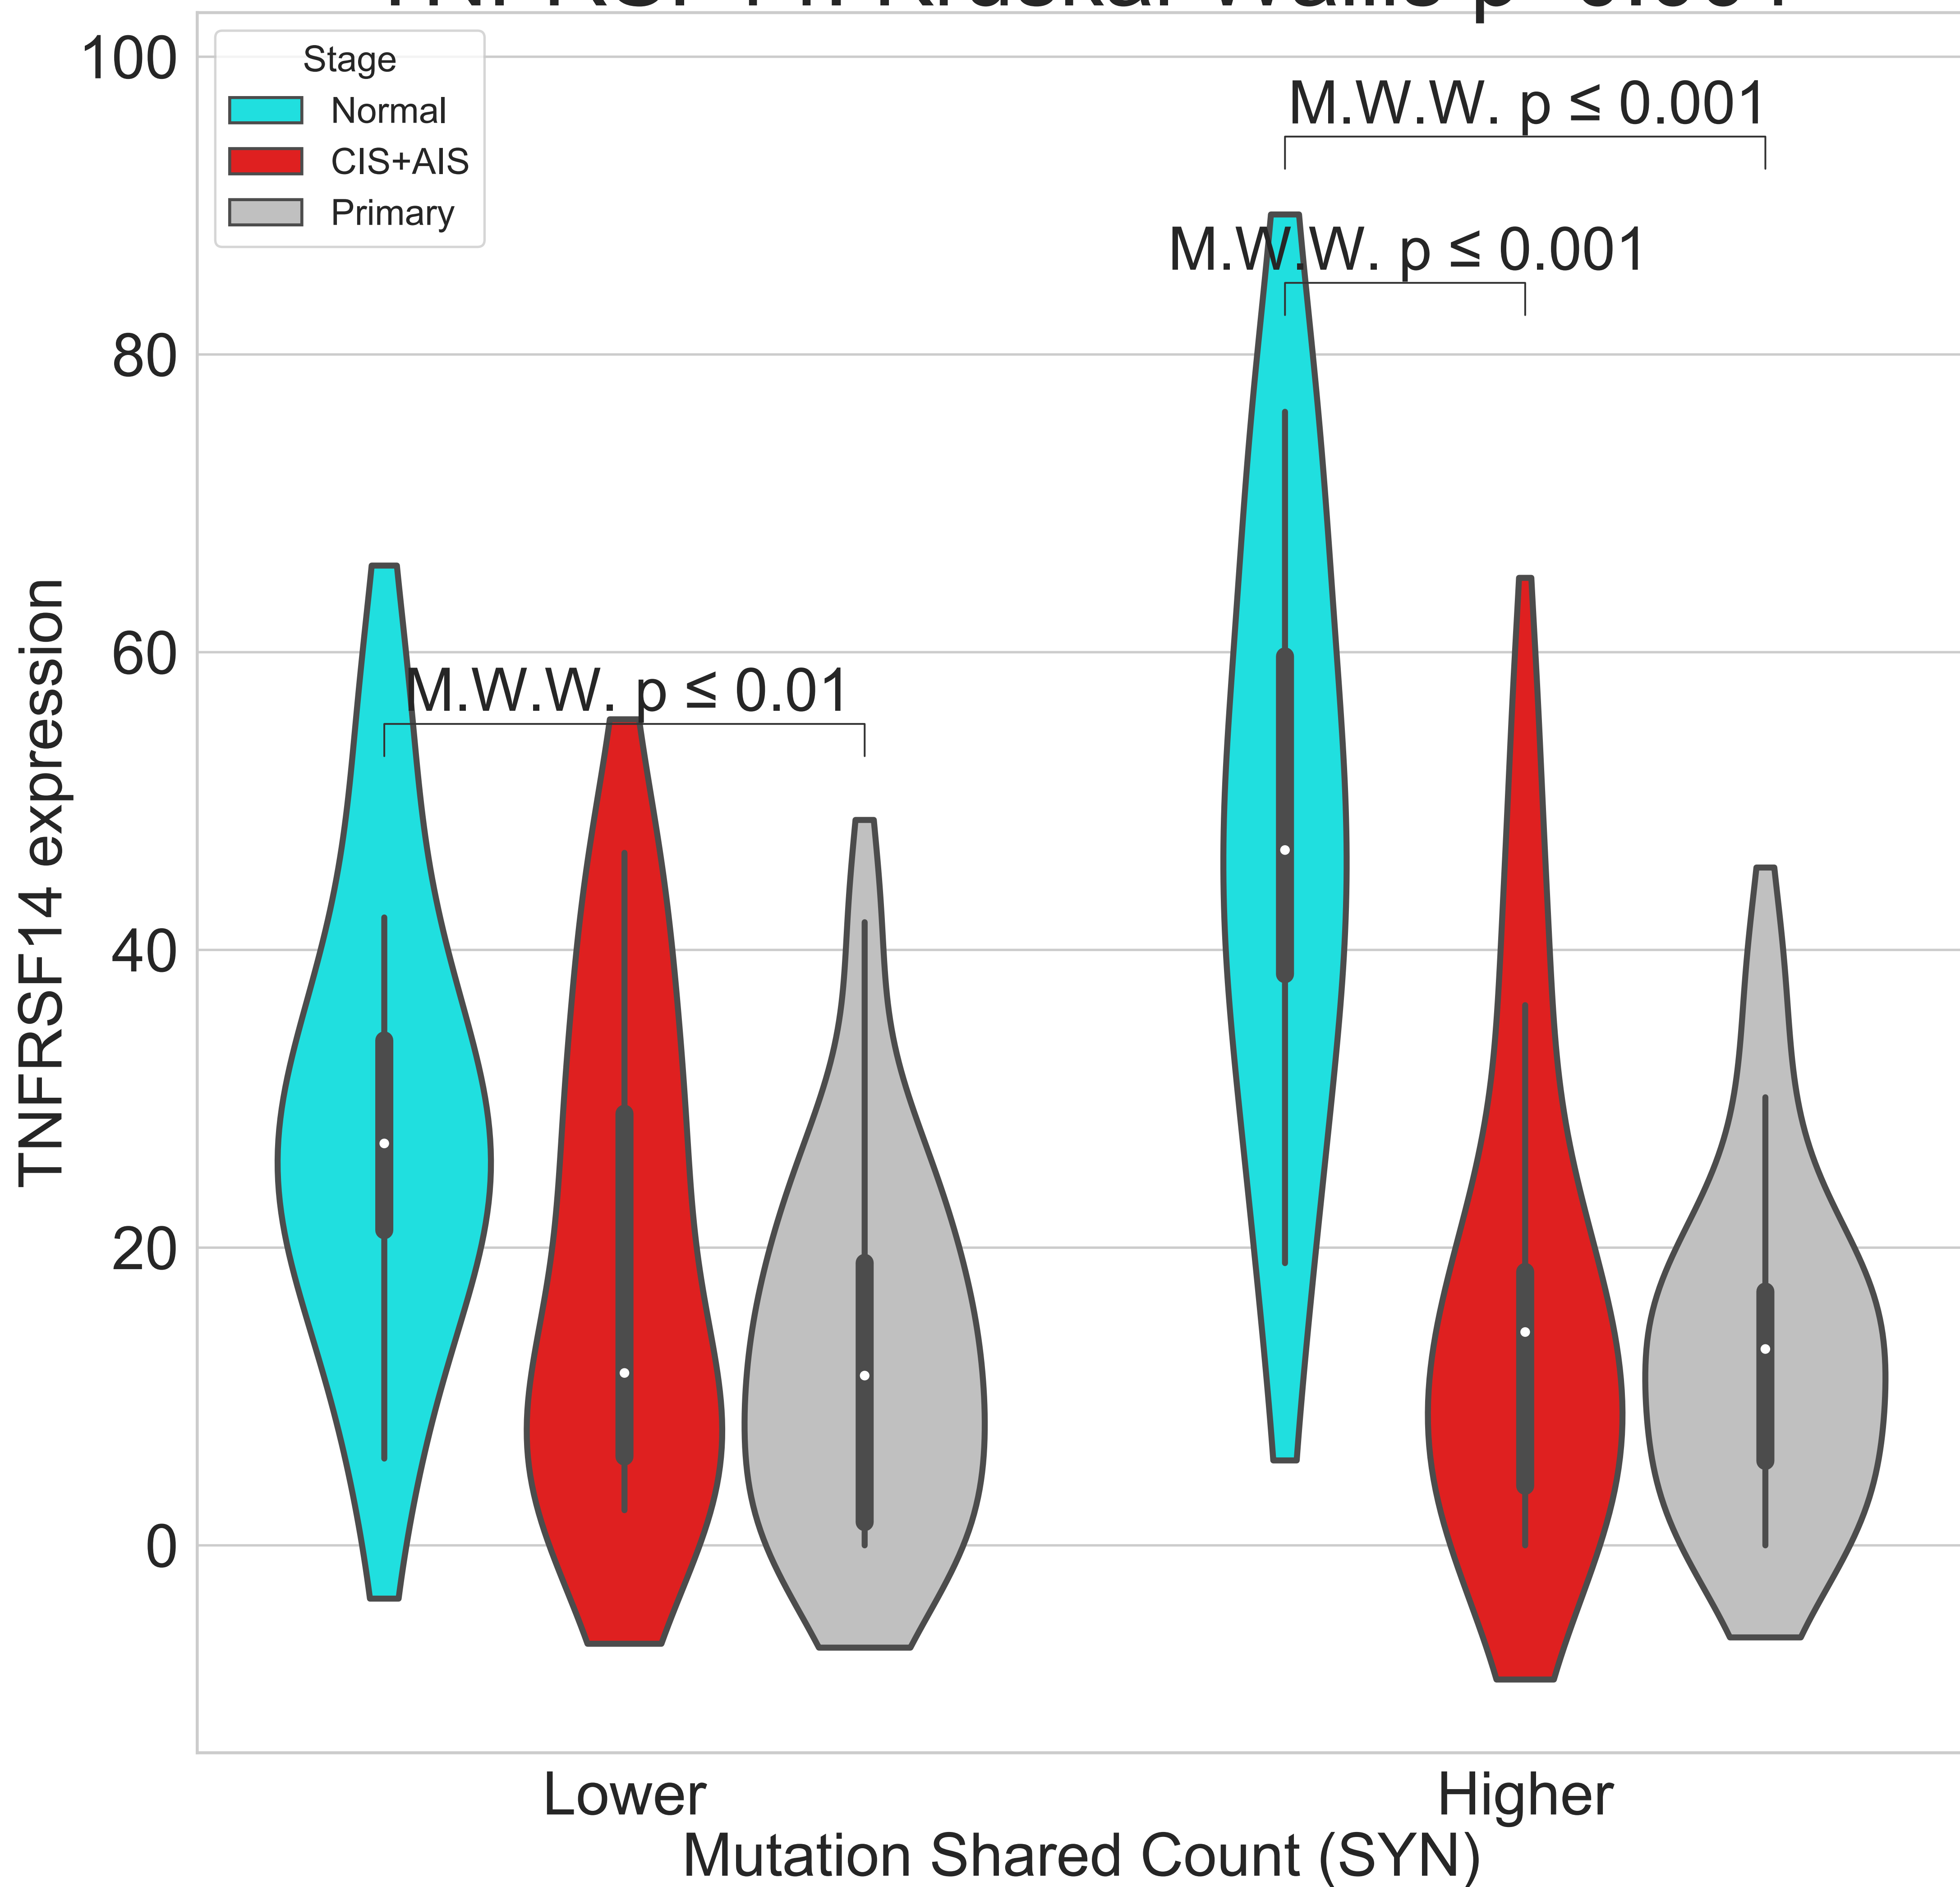 100
80
60
40
20
0
TNFRSF14 expression
Stage
Normal
CIS+AIS
Primary
M.W.W. p ≤ 0.001
M.W.W. p ≤ 0.001
M.W.W. p ≤ 0.01
Lower
Higher
Mutation Shared Count (SYN)